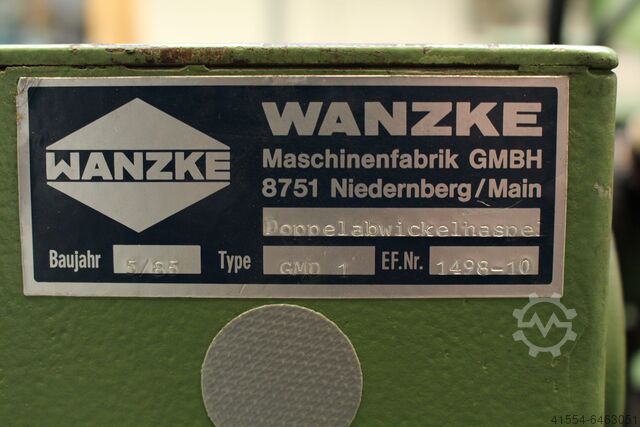 WANZKE
WANZKE
Maschinenfabrik GMBH
8751 Niedernberg/Main
Doppelabwickelhaspel
Baujahr 5/85 Type GMD 1 EF.Nr. 1498-10
41554-6463051